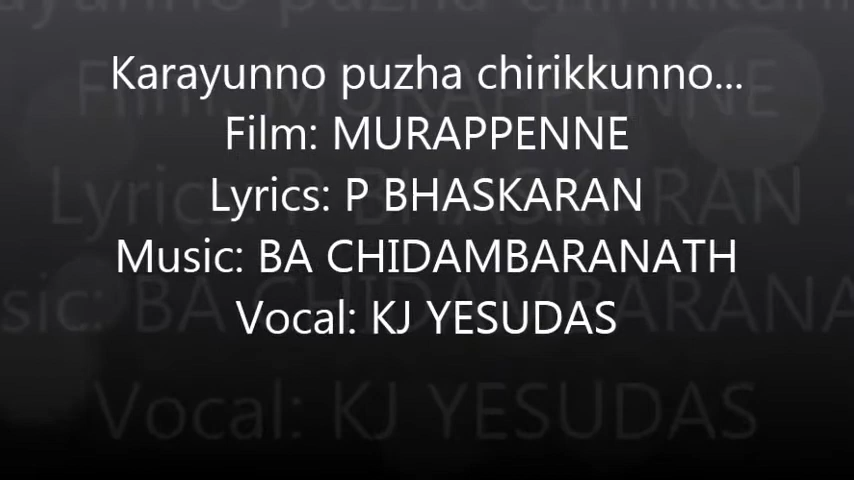 Karayunno puzha chirikkunno...
Film: MURAPPENNE
Lyrics: P BHASKARAN
Music: BA CHIDAMBARANATH
Vocal: KJ YESUDAS